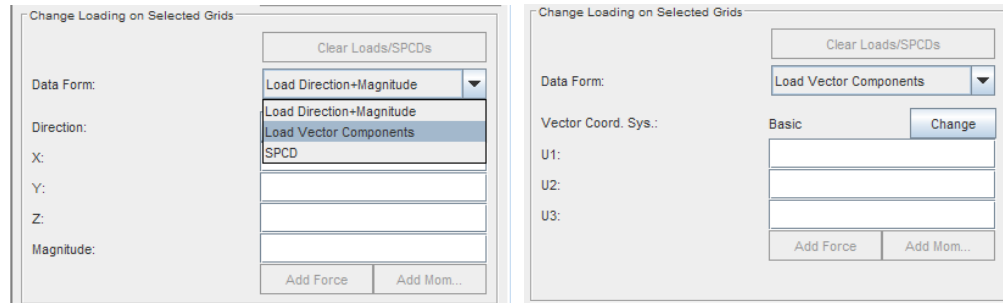 Change Loading on Selected Grids
Clear Loads/SPCDs
Data Form:
Load Direction+Magnitude
Load Direction+Magnitude
Direction:
Load Vector Components
X:
SPCD
Y:
Z:
Magnitude:
Add Force
Add Mom...
Change Loading on Selected Grids
Clear Loads/SPCDs
Data Form:
Load Vector Components
Vector Coord. Sys.:
Basic
Change
U1:
U2:
U3:
Add Force
Add Mom...